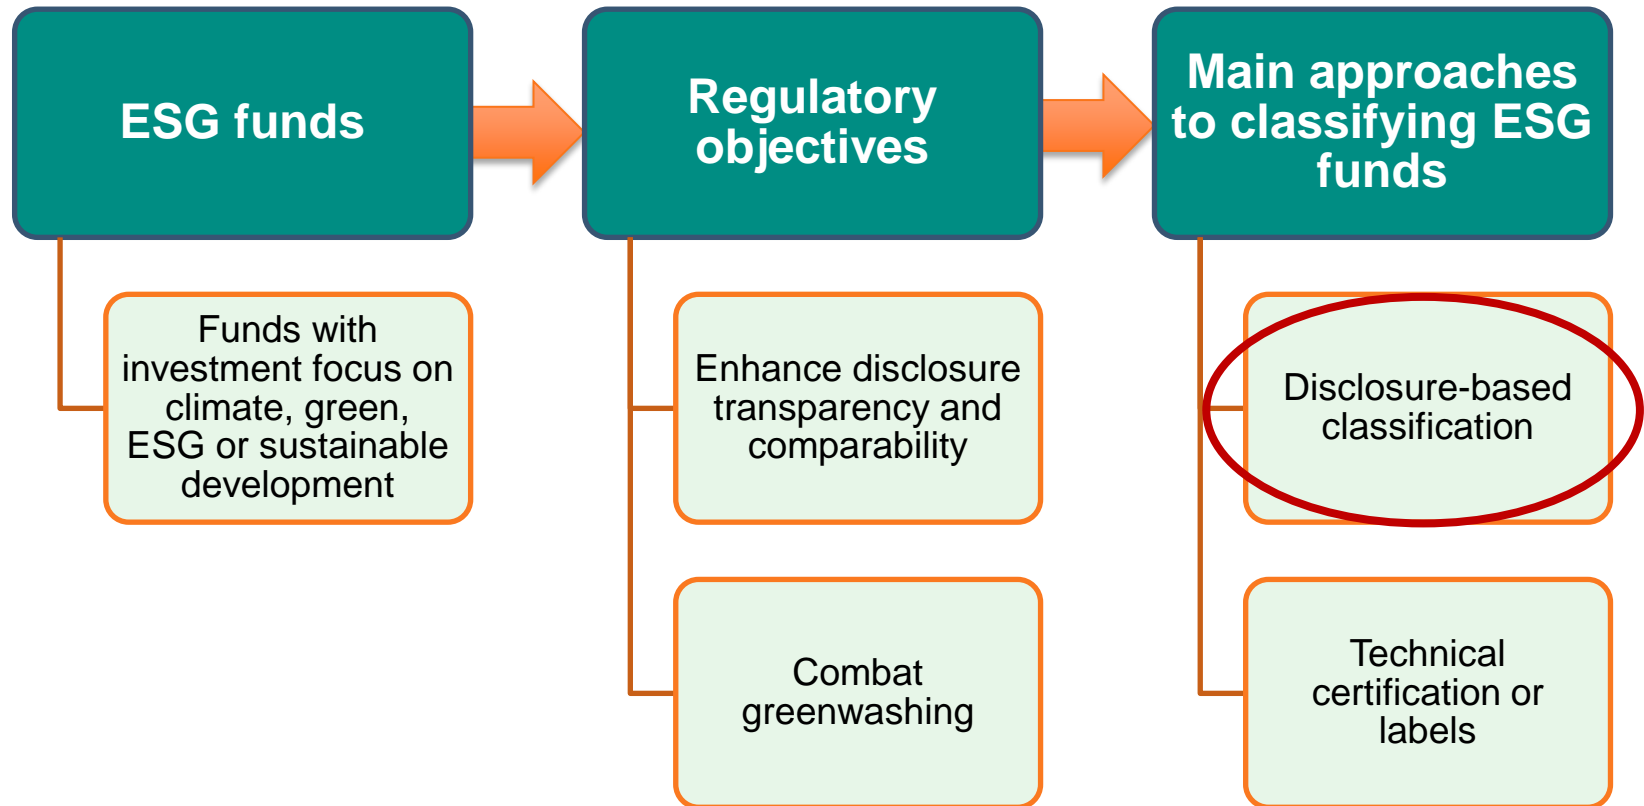 ESG funds
Funds with
investment focus on
climate, green,
ESG or sustainable
development
Regulatory
objectives
Enhance disclosure
transparency and
comparability
Combat
greenwashing
Main approaches
to classifying ESG
funds
Disclosure-based
classification
Technical
certification or
labels